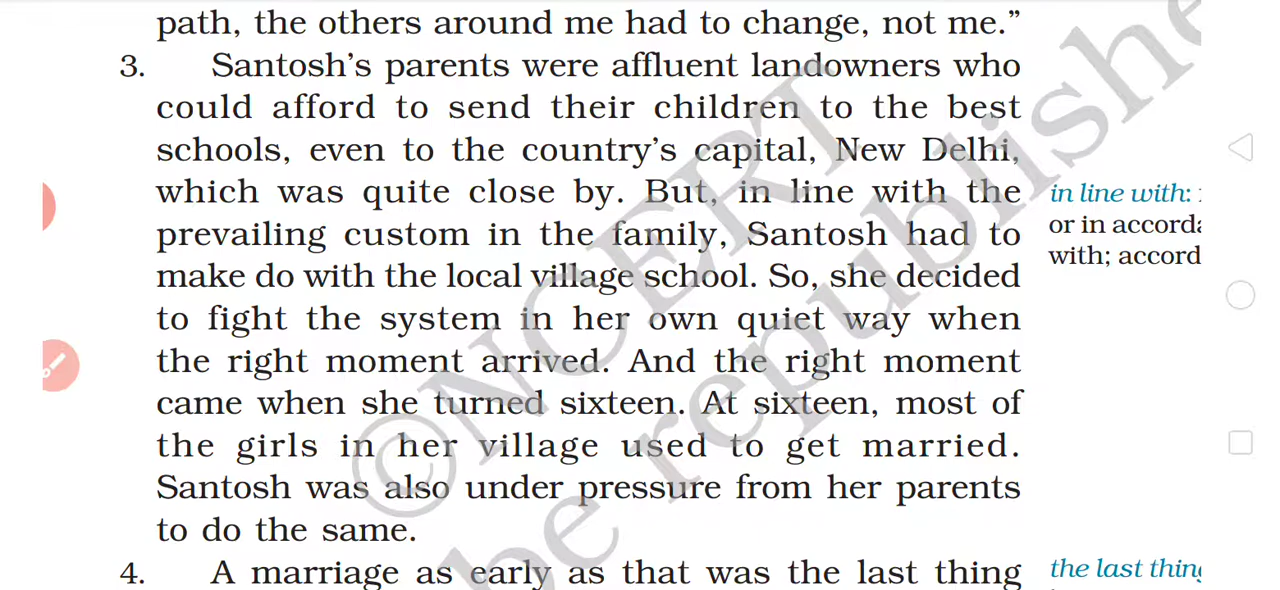 path, the others around me had to change, not me.”
3. Santosh’s parents were affluent landowners who
could afford to send their children to the best
schools, even to the country’s capital, New Delhi,
which was quite close by. But, in line with the
prevailing custom in the family, Santosh had to
make do with the local village school. So, she decided
to fight the system in her own quiet way when
the right moment arrived. And the right moment
came when she turned sixteen. At sixteen, most of
the girls in her village used to get married.
Santosh was also under pressure from her parents
to do the same.
4. A marriage as early as that was the last thing
in line with:
or in
with;
the last
©NCERT
be republished